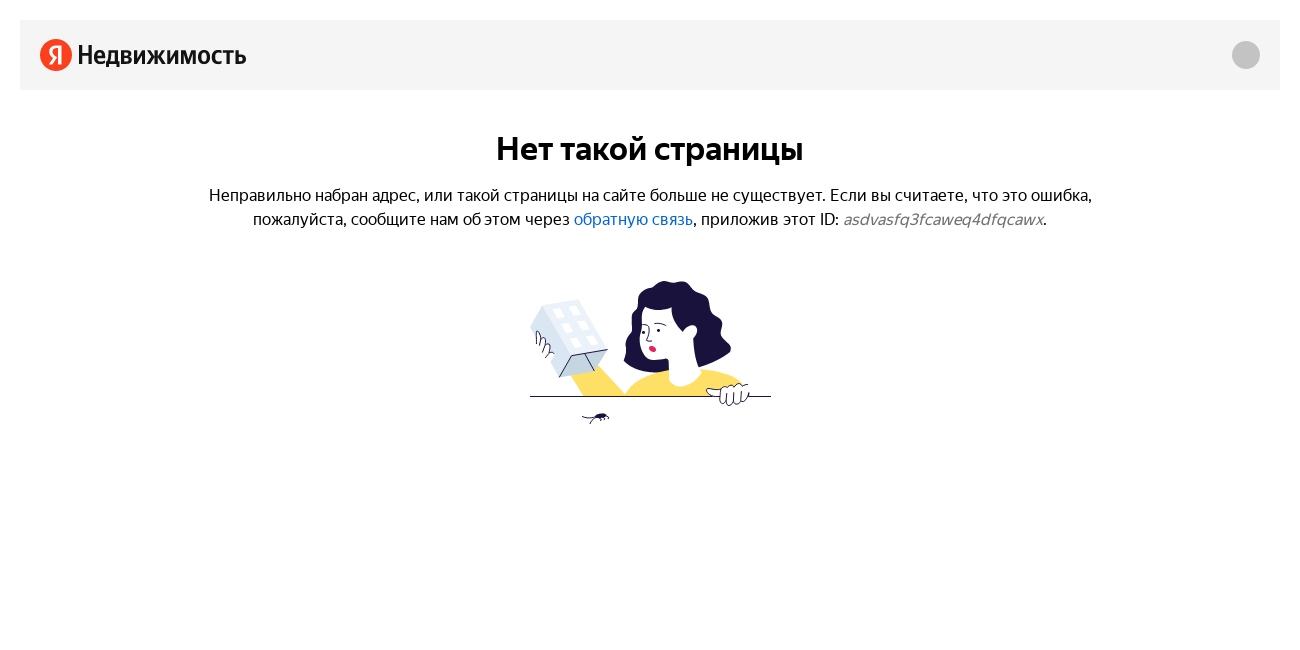 Я Недвижимость
Нет такой страницы
Неправильно набран адрес, или такой страницы на сайте больше не существует. Если вы считаете, что это ошибка,
пожалуйста, сообщите нам об этом через обратную связь, приложив этот ID: asdvasfq3fcaweq4dfqcawx.